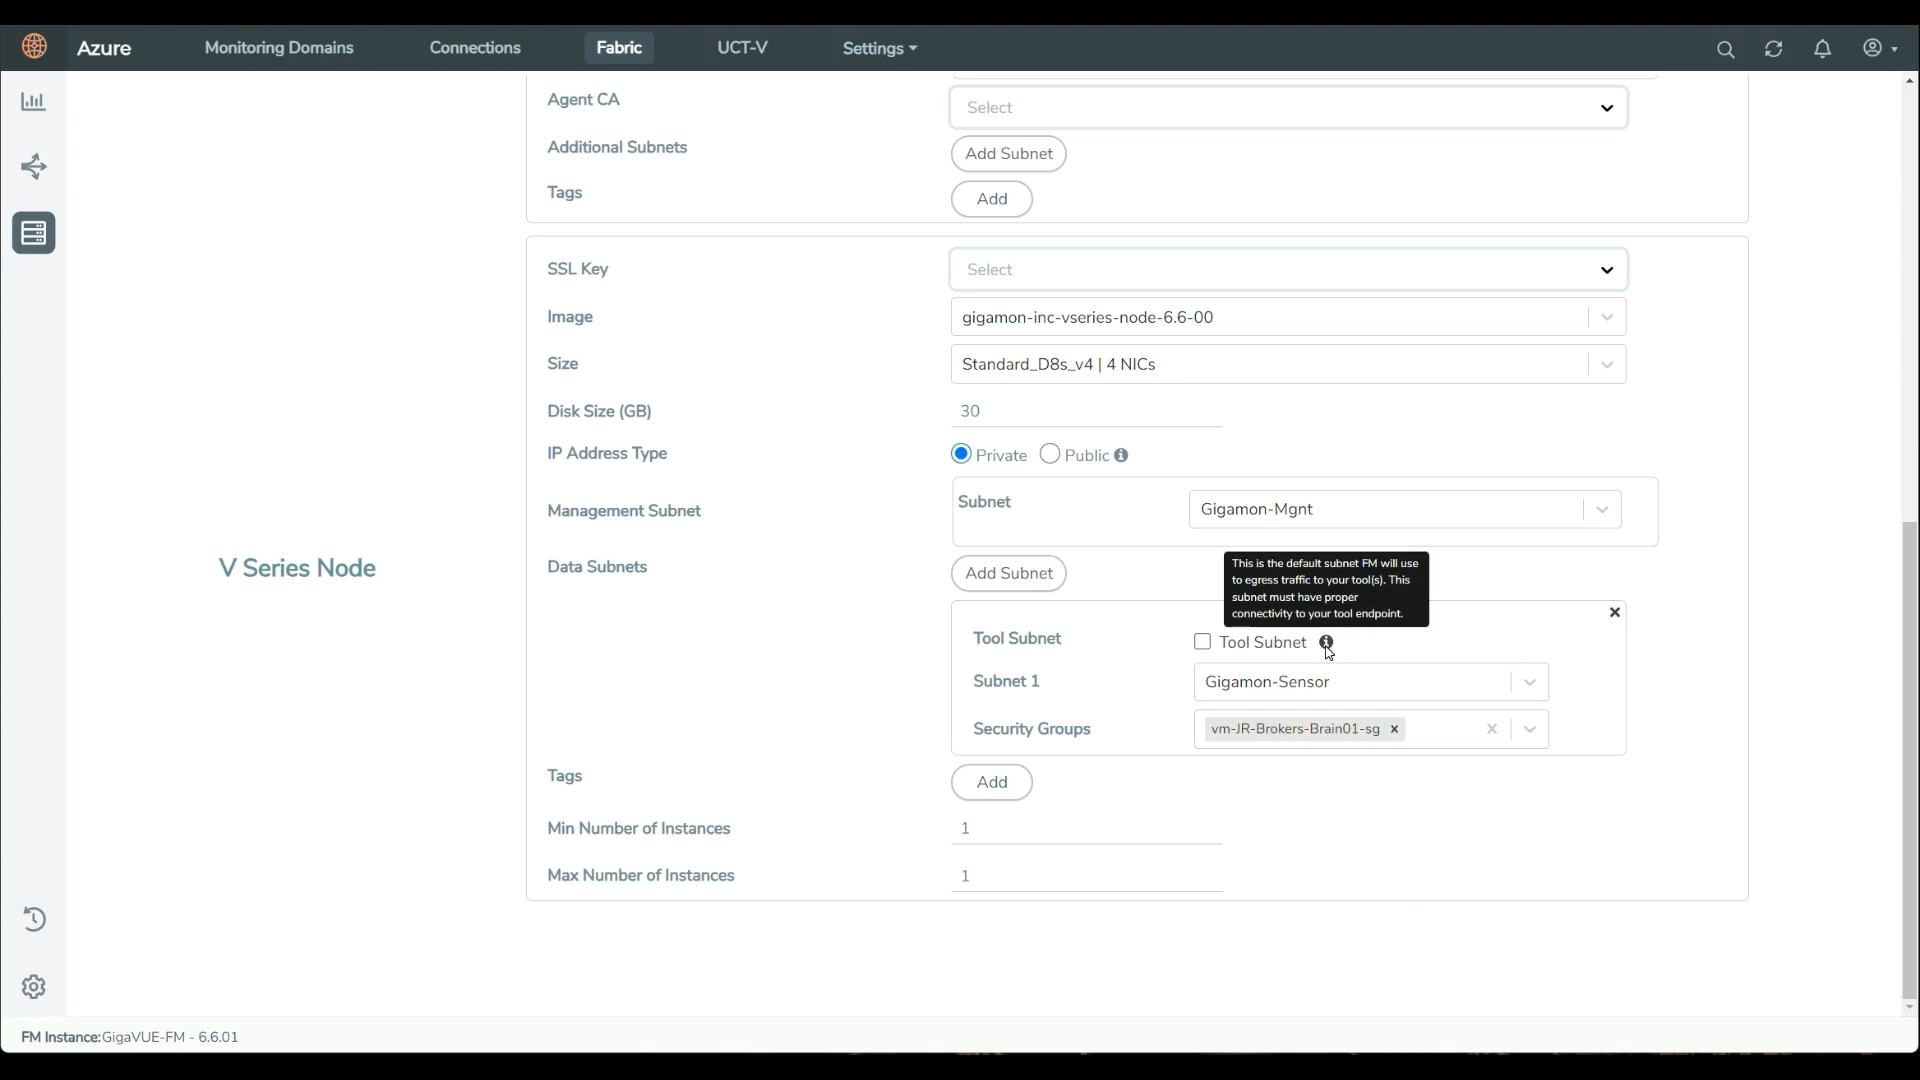 Azure Monitoring Domains Connections Fabric UCT-V Settings
Agent CA Select
Additional Subnets Add Subnet
Tags Add
SSL Key Select
Image gigamon-inc-vseries-node-6.6-00
Size Standard_D8s_v4 | 4 NICs
Disk Size (GB) 30
IP Address Type Private Public
Management Subnet Subnet Gigamon-Mgnt
V Series Node
Data Subnets Add Subnet
This is the default subnet FM will use
to egress traffic to your tool(s). This
subnet must have proper
connectivity to your tool endpoint.
Tool Subnet Tool Subnet
Subnet 1 Gigamon-Sensor
Security Groups vm-JR-Brokers-Brain01-sg
Tags Add
Min Number of Instances 1
Max Number of Instances 1
FM Instance:GigaVUE-FM - 6.6.01